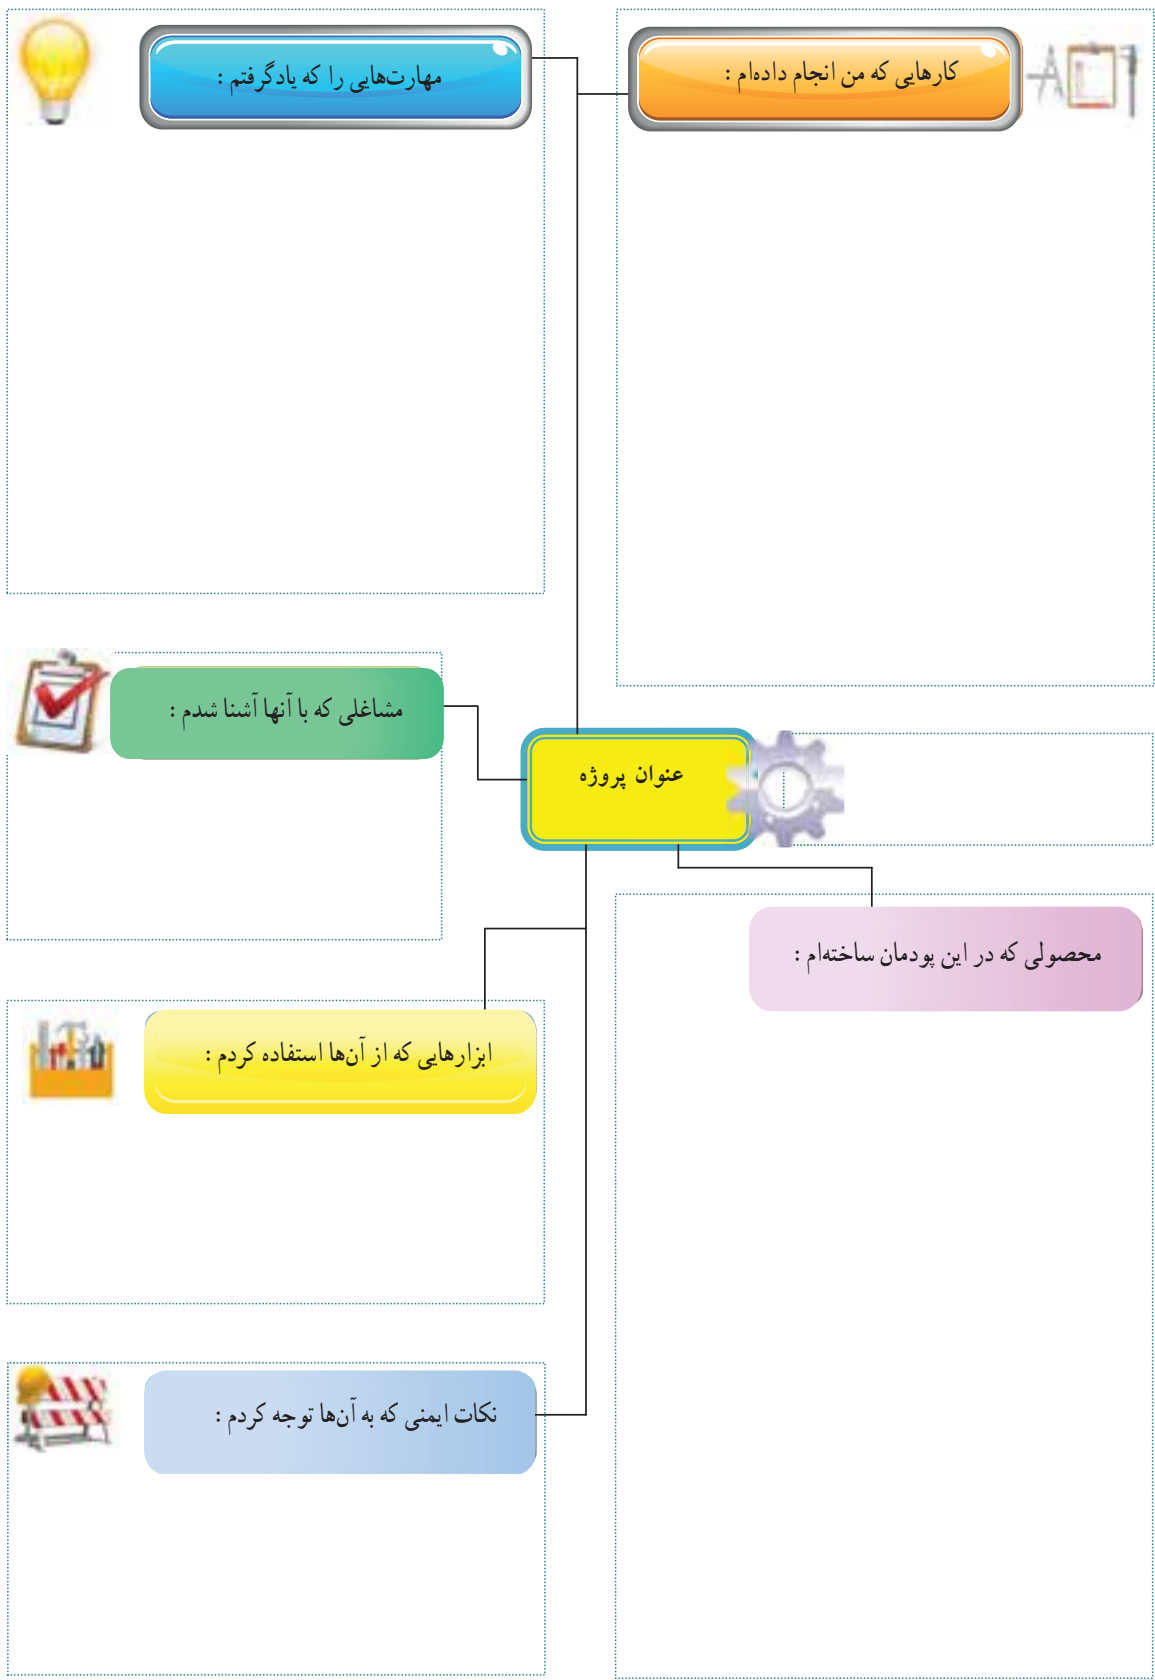 کارهایی که من انجام داده‌ام :
مهارت‌هایی را که یادگرفتم :
مشاغلی که با آنها آشنا شدم :
عنوان پروژه
محصولی که در این پودمان ساخته‌ام :
ابزارهایی که از آن‌ها استفاده کردم :
نکات ایمنی که به آن‌ها توجه کردم :